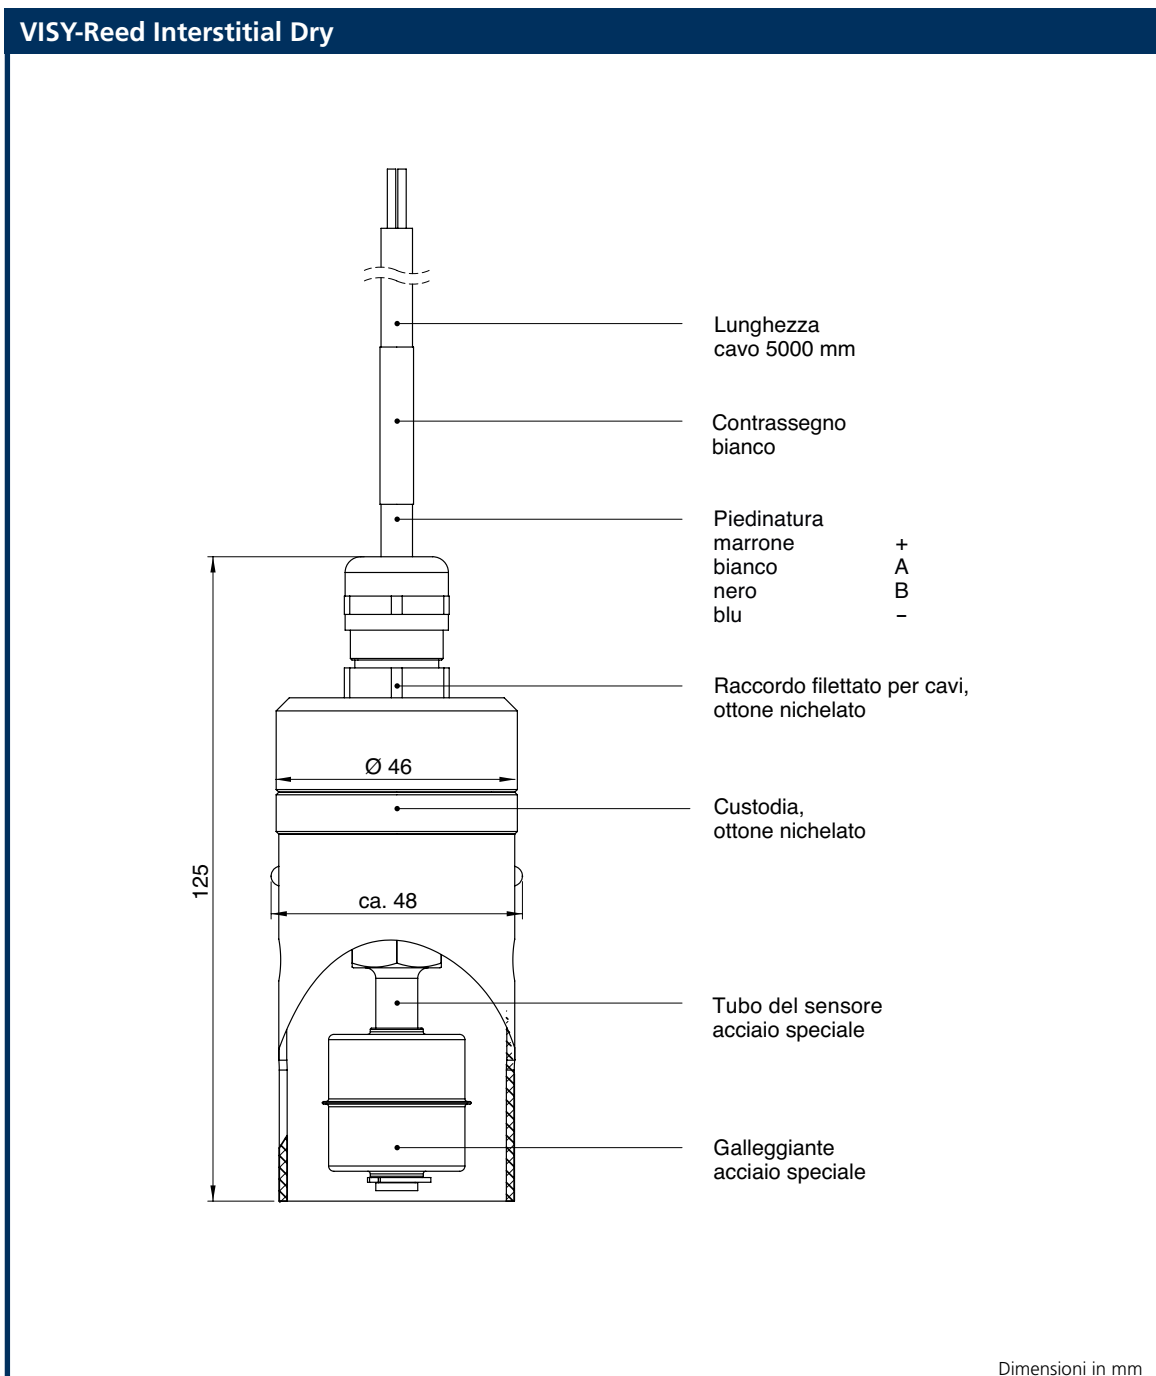 VISY-Reed Interstitial Dry
Lunghezza
cavo 5000 mm
Contrassegno
bianco
Piedinatura
marrone +
bianco A
nero B
blu –
Raccordo filettato per cavi,
ottone nichelato
Ø 46
Custodia,
ottone nichelato
125
ca. 48
Tubo del sensore
acciaio speciale
Galleggiante
acciaio speciale
Dimensioni in mm